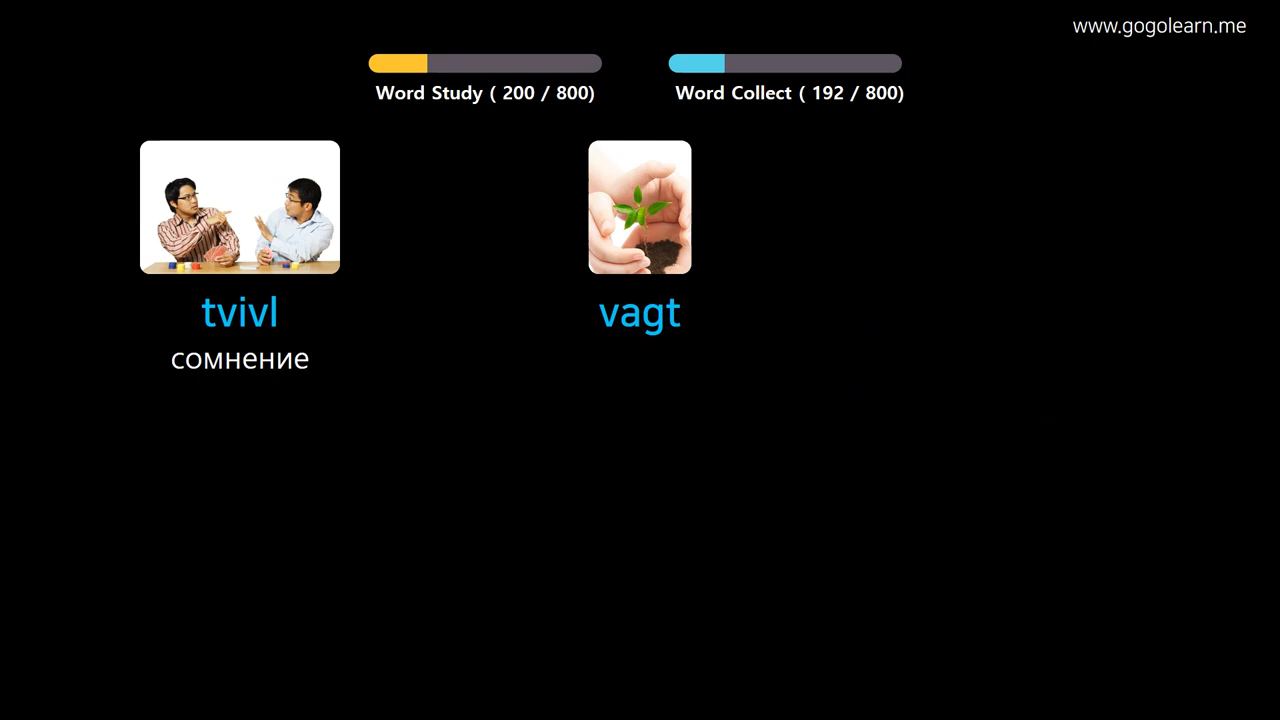 www.gogolearn.me
Word Study ( 200 / 800)
Word Collect ( 192 / 800)
tvivl
сомнение
vagt